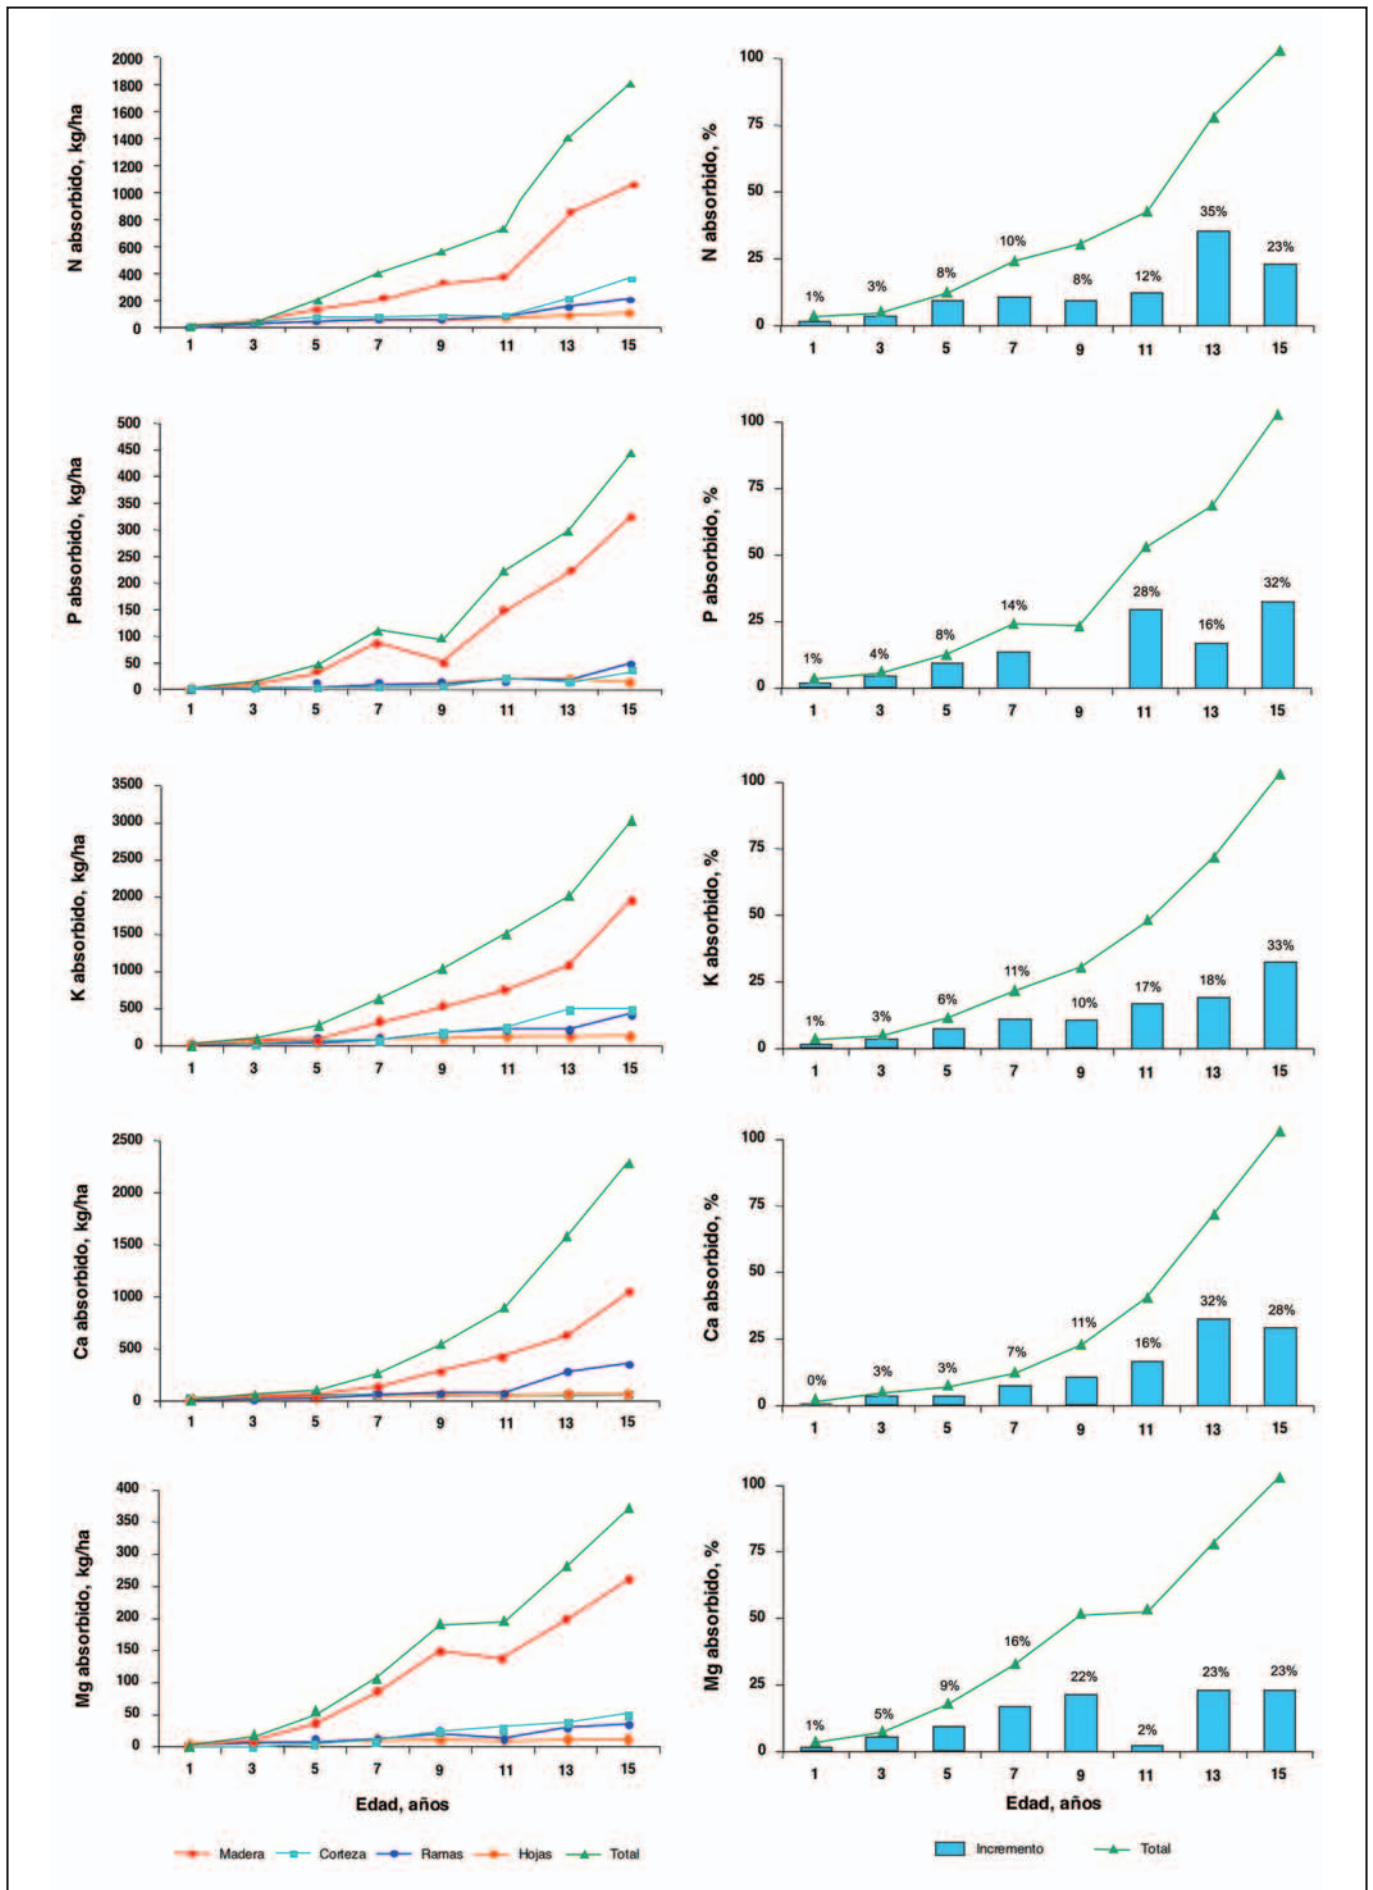 N absorbido, kg/ha
2000
1800
1600
1400
1200
1000
800
600
400
200
0
1 3 5 7 9 11 13 15
N absorbido, %
100
75
50
25
0
1% 3% 8% 10% 8% 12% 35% 23%
1 3 5 7 9 11 13 15
P absorbido, kg/ha
500
450
400
350
300
250
200
150
100
50
0
1 3 5 7 9 11 13 15
P absorbido, %
100
75
50
25
0
1% 4% 8% 14% 28% 16% 32%
1 3 5 7 9 11 13 15
K absorbido, kg/ha
3500
3000
2500
2000
1500
1000
500
0
1 3 5 7 9 11 13 15
K absorbido, %
100
75
50
25
0
1% 3% 6% 11% 10% 17% 18% 33%
1 3 5 7 9 11 13 15
Ca absorbido, kg/ha
2500
2000
1500
1000
500
0
1 3 5 7 9 11 13 15
Ca absorbido, %
100
75
50
25
0
0% 3% 3% 7% 11% 16% 32% 28%
1 3 5 7 9 11 13 15
Mg absorbido, kg/ha
400
350
300
250
200
150
100
50
0
1 3 5 7 9 11 13 15
Edad, años
Mg absorbido, %
100
75
50
25
0
1% 5% 9% 16% 22% 2% 23% 23%
1 3 5 7 9 11 13 15
Edad, años
Madera Corteza Ramas Hojas Total
Incremento Total